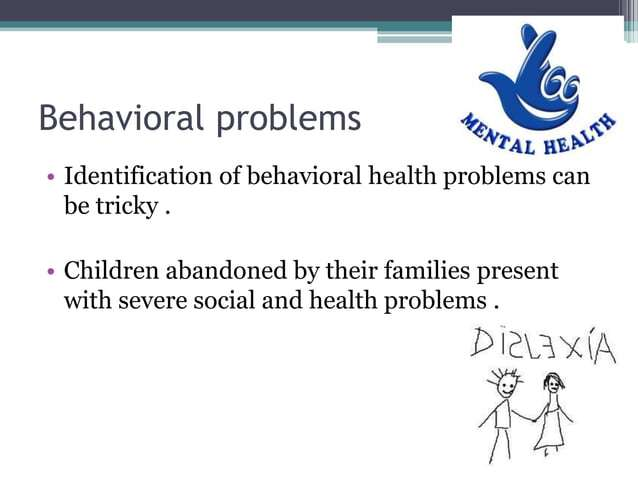 MENTAL HEALTH
Behavioral problems
• Identification of behavioral health problems can
be tricky .
• Children abandoned by their families present
with severe social and health problems .
DISLEXÍA